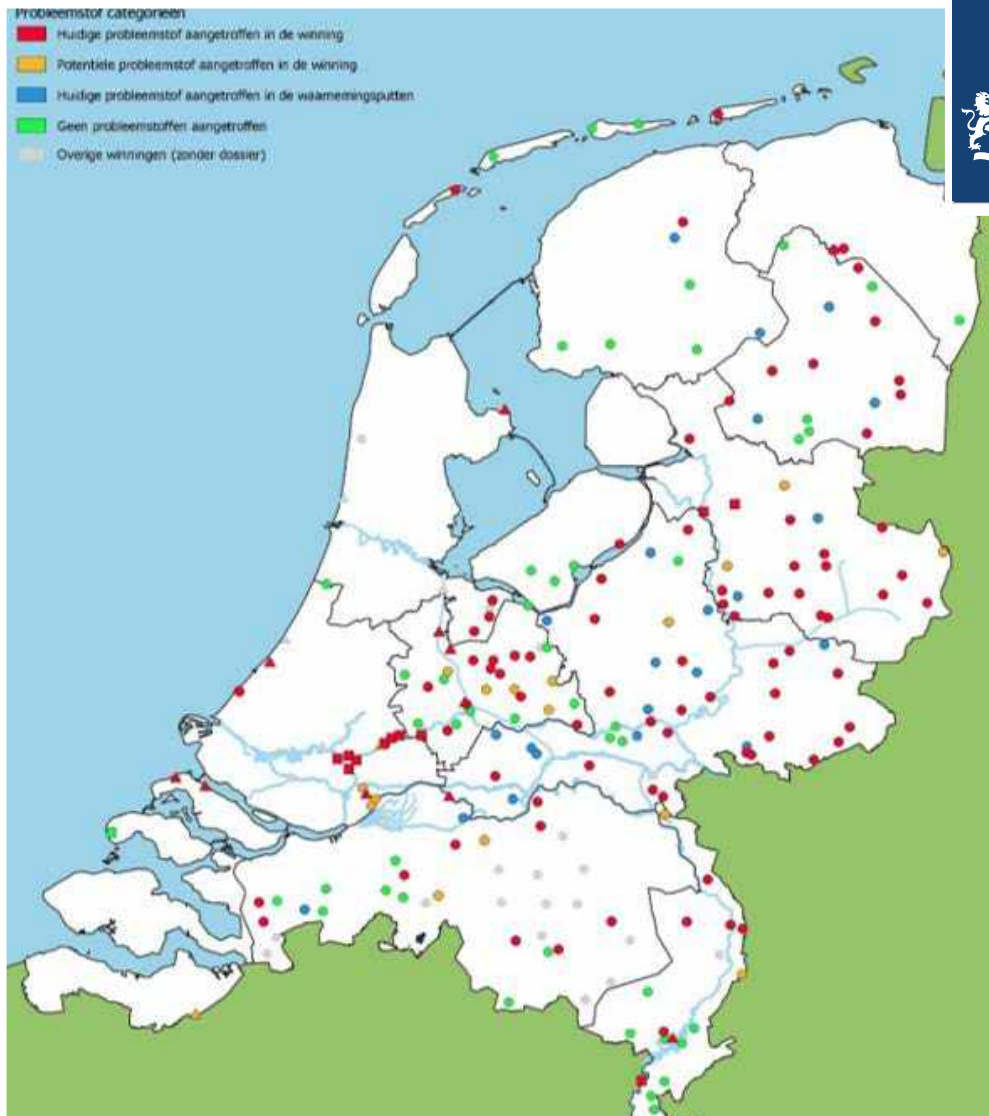 Probleemstof categorieën
Huidige probleemstof aangetroffen in de winning
Potentiele probleemstof aangetroffen in de winning
Huidige probleemstof aangetroffen in de waarnemingsputten
Geen probleemstoffen aangetroffen
Overige winningen (zonder dossier)